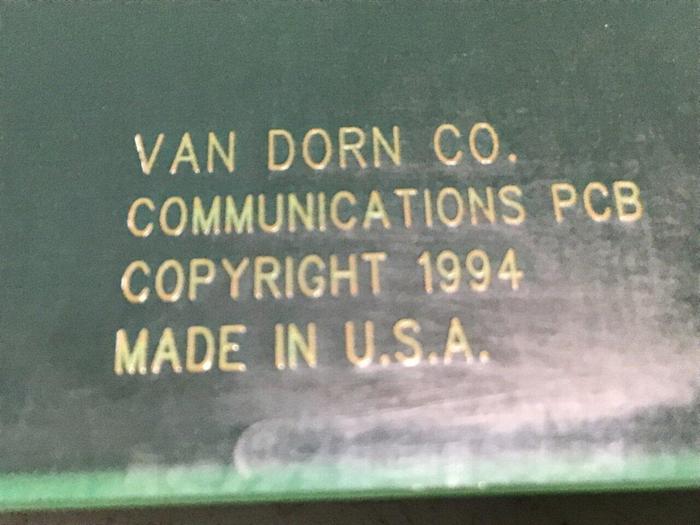 VAN DORN CO.
COMMUNICATIONS PCB
COPYRIGHT 1994
MADE IN U.S.A.